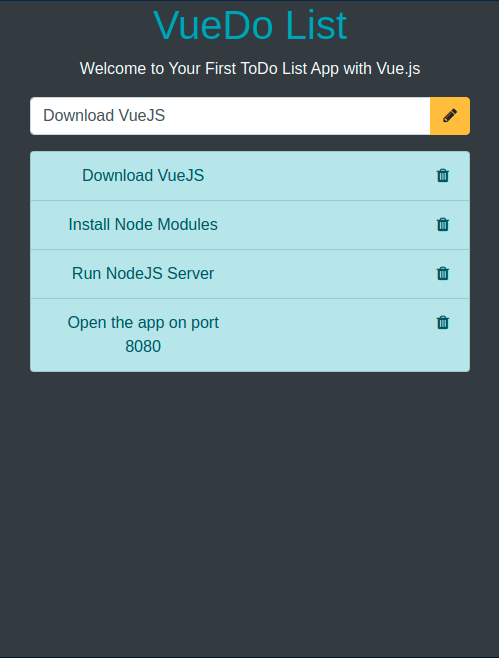 VueDo List
Welcome to Your First ToDo List App with Vue.js
Download VueJS
Download VueJS
Install Node Modules
Run NodeJS Server
Open the app on port
8080